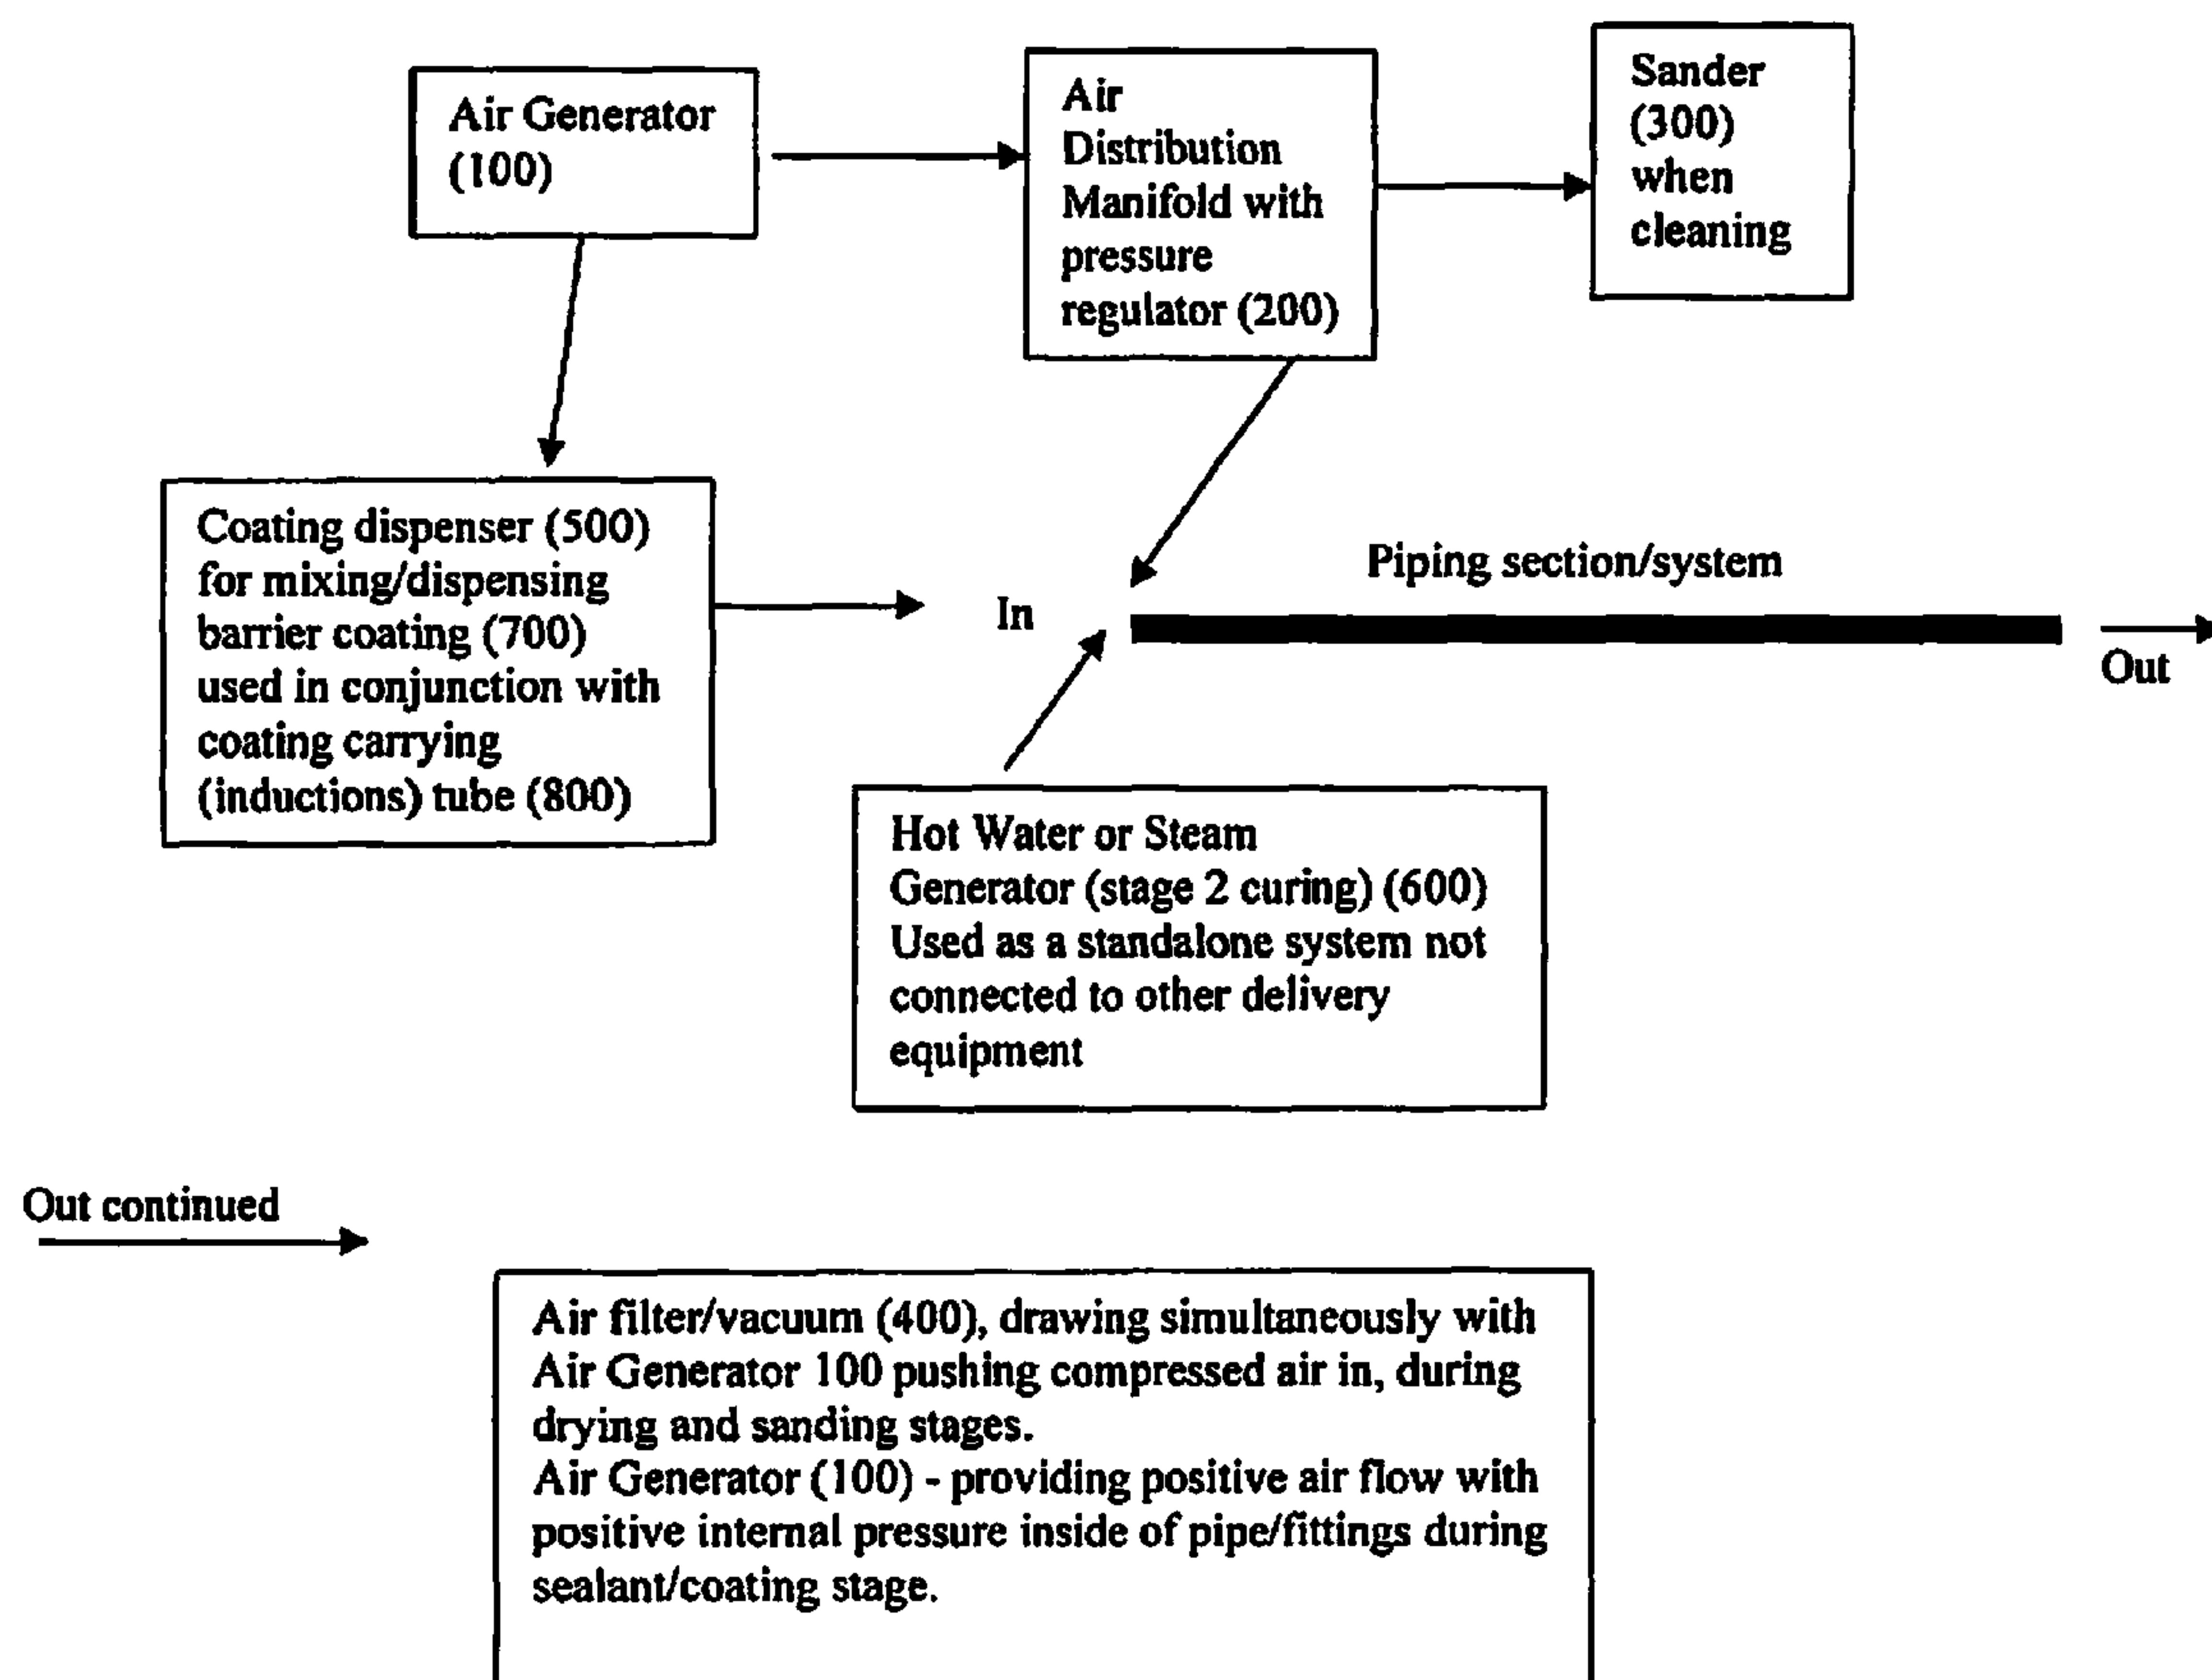 Air Generator
(100)
Air
Distribution
Manifold with
pressure
regulator (200)
Sander
(300)
when
cleaning
Coating dispenser (500)
for mixing/dispensing
barrier coating (700)
used in conjunction with
coating carrying
(inductions) tube (800)
In
Piping section/system
Out
Hot Water or Steam
Generator (stage 2 curing) (600)
Used as a standalone system not
connected to other delivery
equipment
Out continued
Air filter/vacuum (400), drawing simultaneously with
Air Generator 100 pushing compressed air in, during
drying and sanding stages.
Air Generator (100) - providing positive air flow with
positive internal pressure inside of pipe/fittings during
sealant/coating stage.